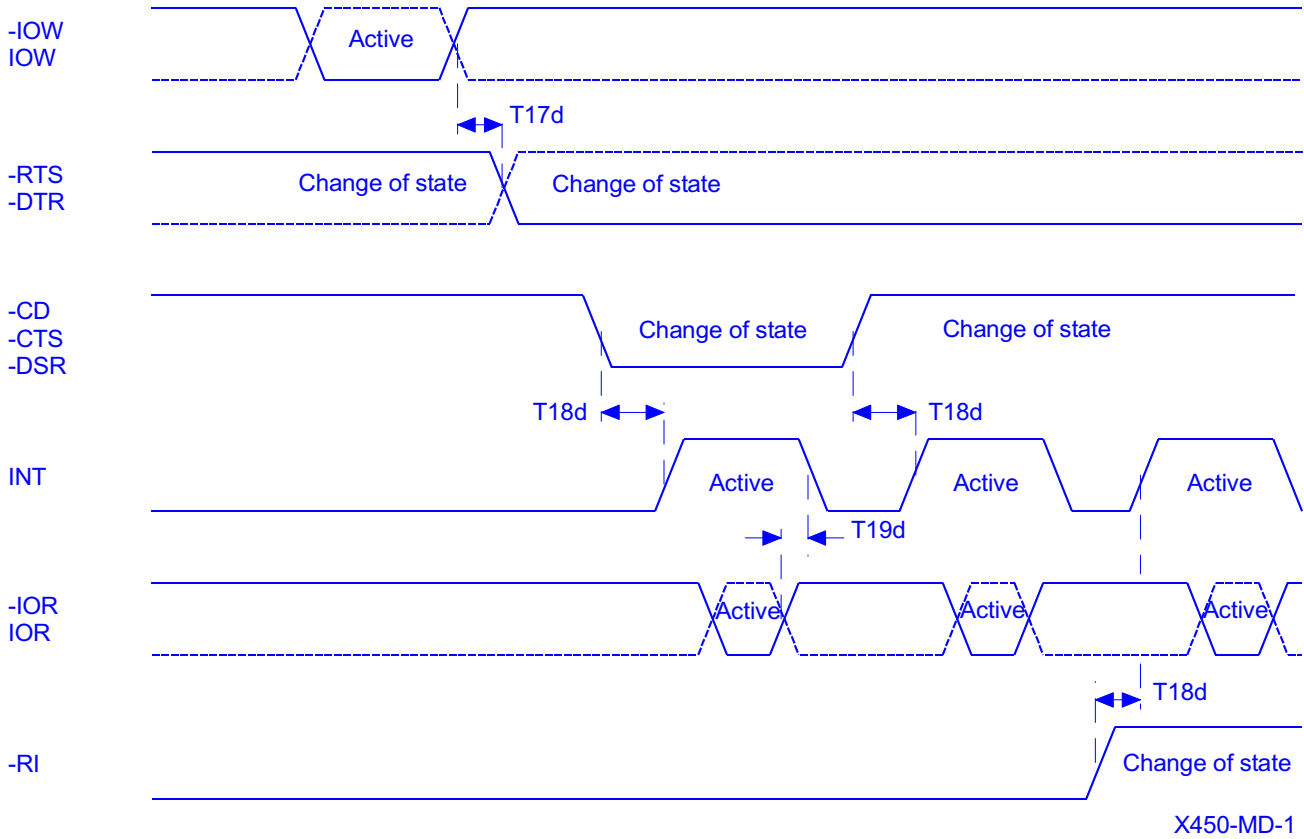 -IOW
IOW
Active
T17d
-RTS
-DTR
Change of state
Change of state
-CD
-CTS
-DSR
Change of state
Change of state
T18d
T18d
INT
Active
Active
Active
T19d
-IOR
IOR
Active
Active
Active
T18d
-RI
Change of state
X450-MD-1